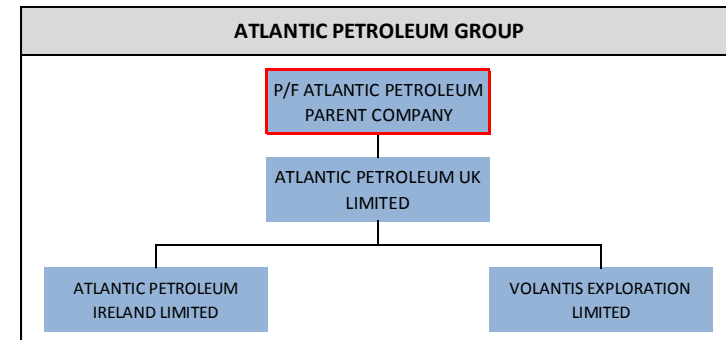 ATLANTIC PETROLEUM GROUP
P/F ATLANTIC PETROLEUM
PARENT COMPANY
ATLANTIC PETROLEUM UK
LIMITED
ATLANTIC PETROLEUM
IRELAND LIMITED
VOLANTIS EXPLORATION
LIMITED